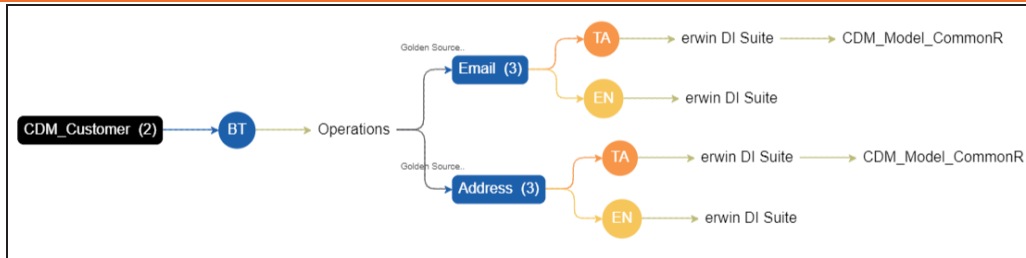 Golden Source..
TA
erwin DI Suite
CDM_Model_CommonR
Email (3)
EN
erwin DI Suite
CDM_Customer (2)
BT
Operations
Golden Source..
TA
erwin DI Suite
CDM_Model_CommonR
Address (3)
EN
erwin DI Suite